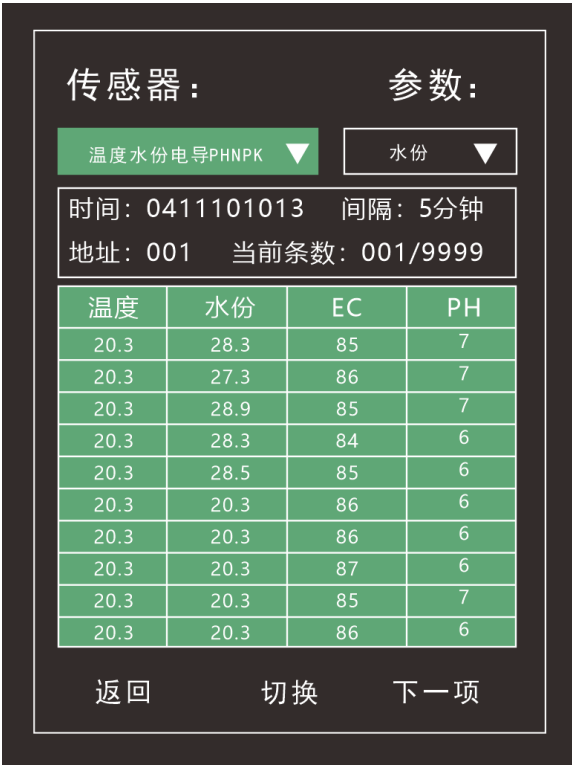 传感器： 参数：
温度水份电导PHNPK 水份
时间：0411101013 间隔：5分钟
地址：001 当前条数：001/9999
温度 水份 EC PH
20.3 28.3 85 7
20.3 27.3 86 7
20.3 28.9 85 7
20.3 28.3 84 6
20.3 28.5 85 6
20.3 20.3 86 6
20.3 20.3 86 6
20.3 20.3 87 6
20.3 20.3 85 7
20.3 20.3 86 6
返回 切换 下一项